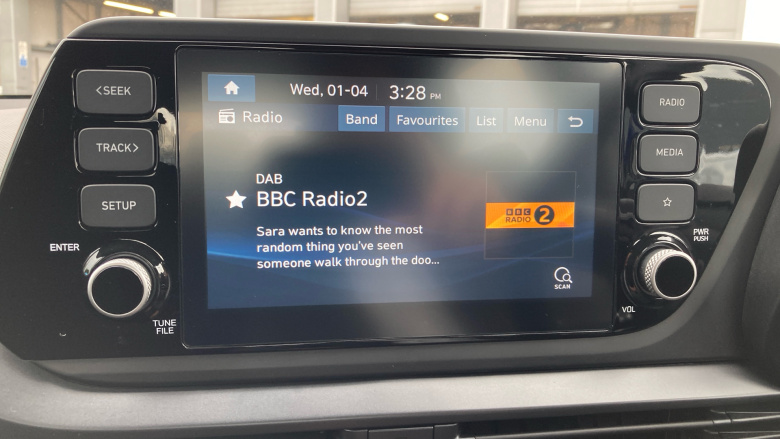 <SEEK
TRACK>
SETUP
ENTER
TUNE
FILE
Wed, 01-04 3:28 PM
Radio Band Favourites List Menu
DAB
BBC Radio2
Sara wants to know the most
random thing you've seen
someone walk through the doo...
BBC
RADIO 2
SCAN
RADIO
MEDIA
PWR
PUSH
VOL